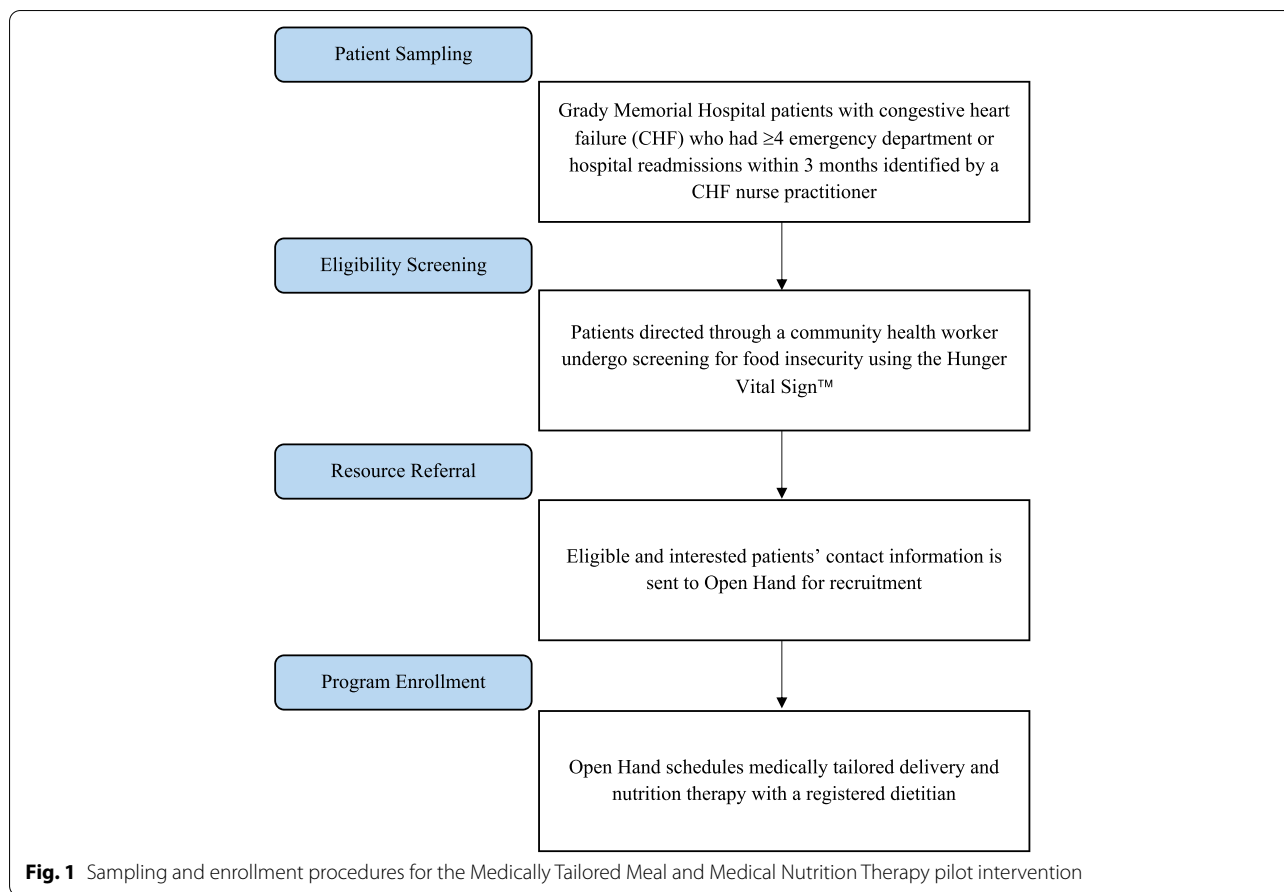 Patient Sampling
Grady Memorial Hospital patients with congestive heart
failure (CHF) who had ≥4 emergency department or
hospital readmissions within 3 months identified by a
CHF nurse practitioner
Eligibility Screening
Patients directed through a community health worker
undergo screening for food insecurity using the Hunger
Vital Sign™
Resource Referral
Eligible and interested patients’ contact information is
sent to Open Hand for recruitment
Program Enrollment
Open Hand schedules medically tailored delivery and
nutrition therapy with a registered dietitian
Fig. 1 Sampling and enrollment procedures for the Medically Tailored Meal and Medical Nutrition Therapy pilot intervention